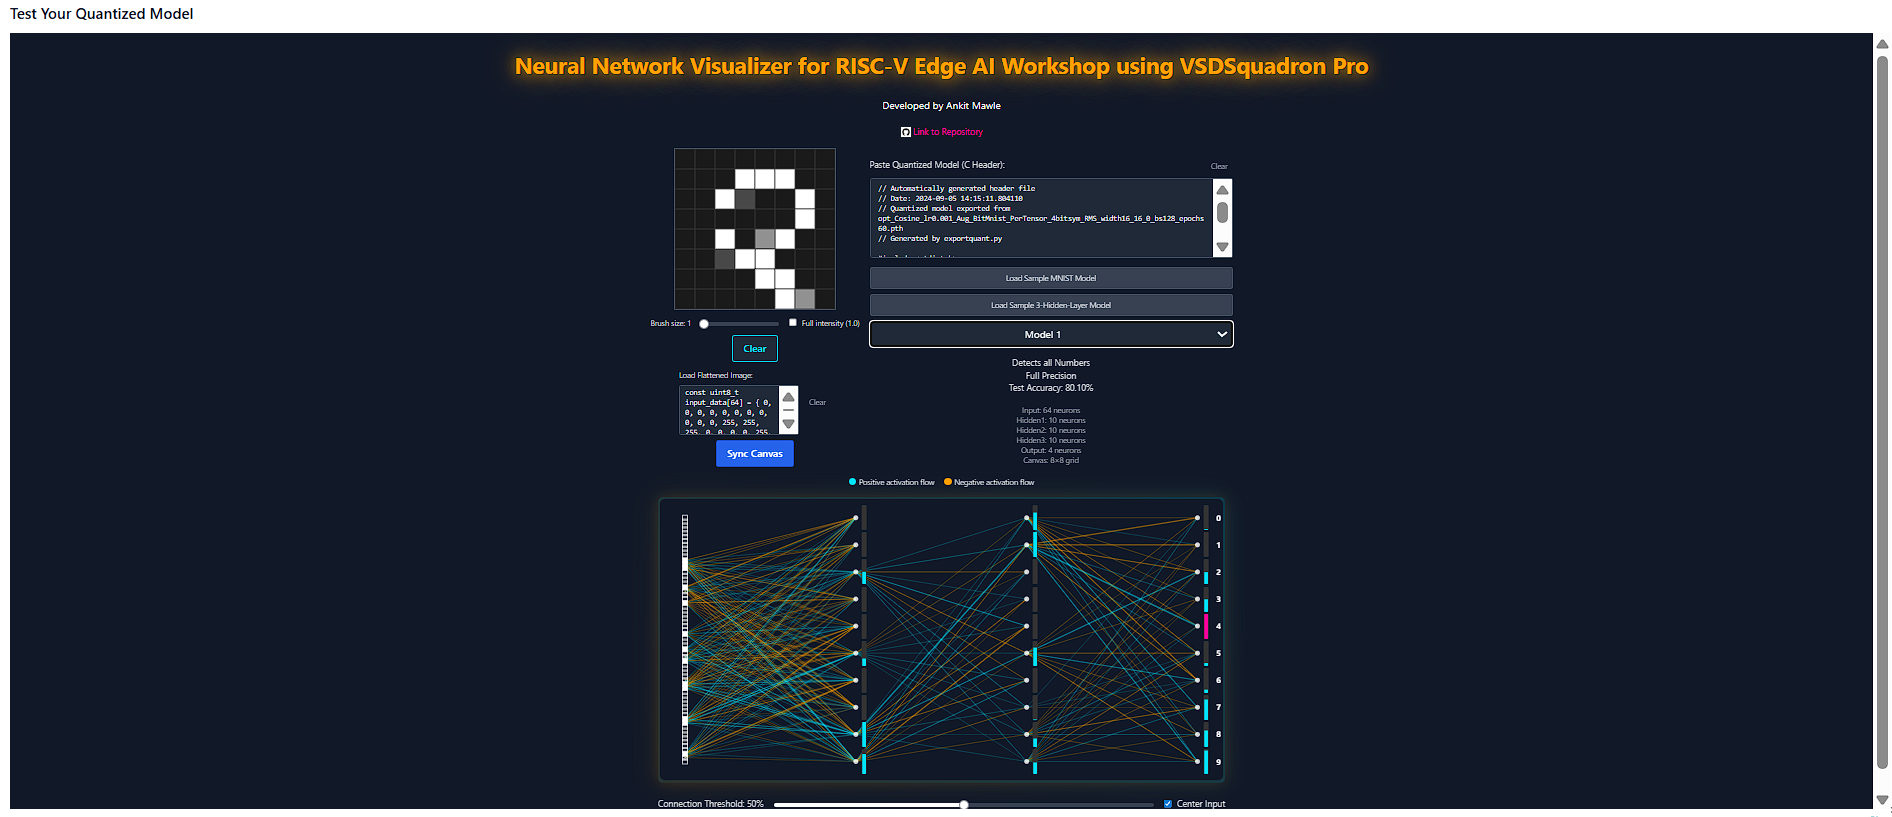 Test Your Quantized Model
Neural Network Visualizer for RISC-V Edge AI Workshop using VSDSquadron Pro
Developed by Ankit Mawle
Link to Repository
Paste Quantized Model (C Header):
Clear
// Automatically generated header file
// Date: 2024-09-05 14:15:11.804110
// Quantized model exported from
opt_Cosine_lr0.001_Aug_BitMnist_PerTensor_4bitsym_RMS_width16_16_0_bs128_epochs
60.pth
// Generated by exportquant.py
Load Sample MNIST Model
Load Sample 3-Hidden-Layer Model
Brush size: 1
Full intensity (1.0)
Model 1
Clear
Detects all Numbers
Full Precision
Test Accuracy: 80.10%
Load Flattened Image:
const uint8_t
input_data[64] = { 0,
0, 0, 0, 0, 0, 0, 0,
0, 0, 0, 255, 255,
255, 0, 0, 0, 0, 255,
Clear
Input: 64 neurons
Hidden1: 10 neurons
Hidden2: 10 neurons
Hidden3: 10 neurons
Output: 4 neurons
Canvas: 8×8 grid
Sync Canvas
Positive activation flow
Negative activation flow
0
1
2
3
4
5
6
7
8
9
Connection Threshold: 50%
Center Input